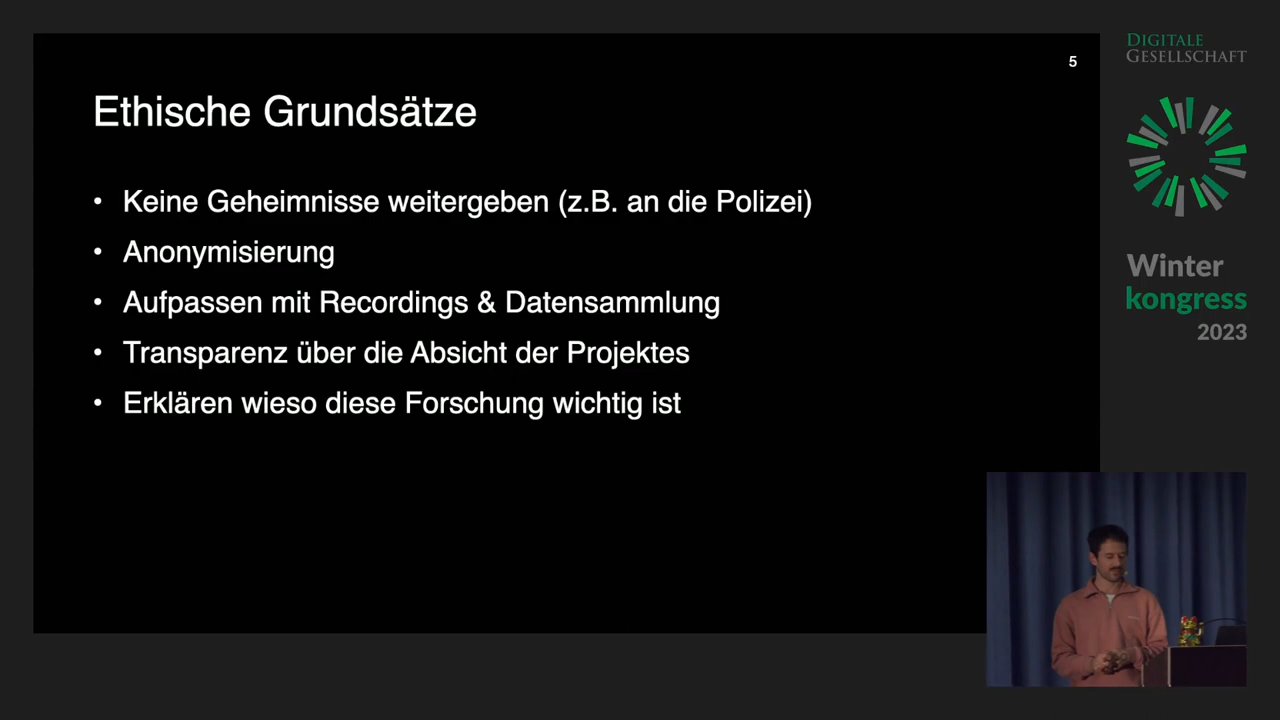 5
Ethische Grundsätze
• Keine Geheimnisse weitergeben (z.B. an die Polizei)
• Anonymisierung
• Aufpassen mit Recordings & Datensammlung
• Transparenz über die Absicht der Projektes
• Erklären wieso diese Forschung wichtig ist
DIGITALE
GESELLSCHAFT
Winter
kongress
2023